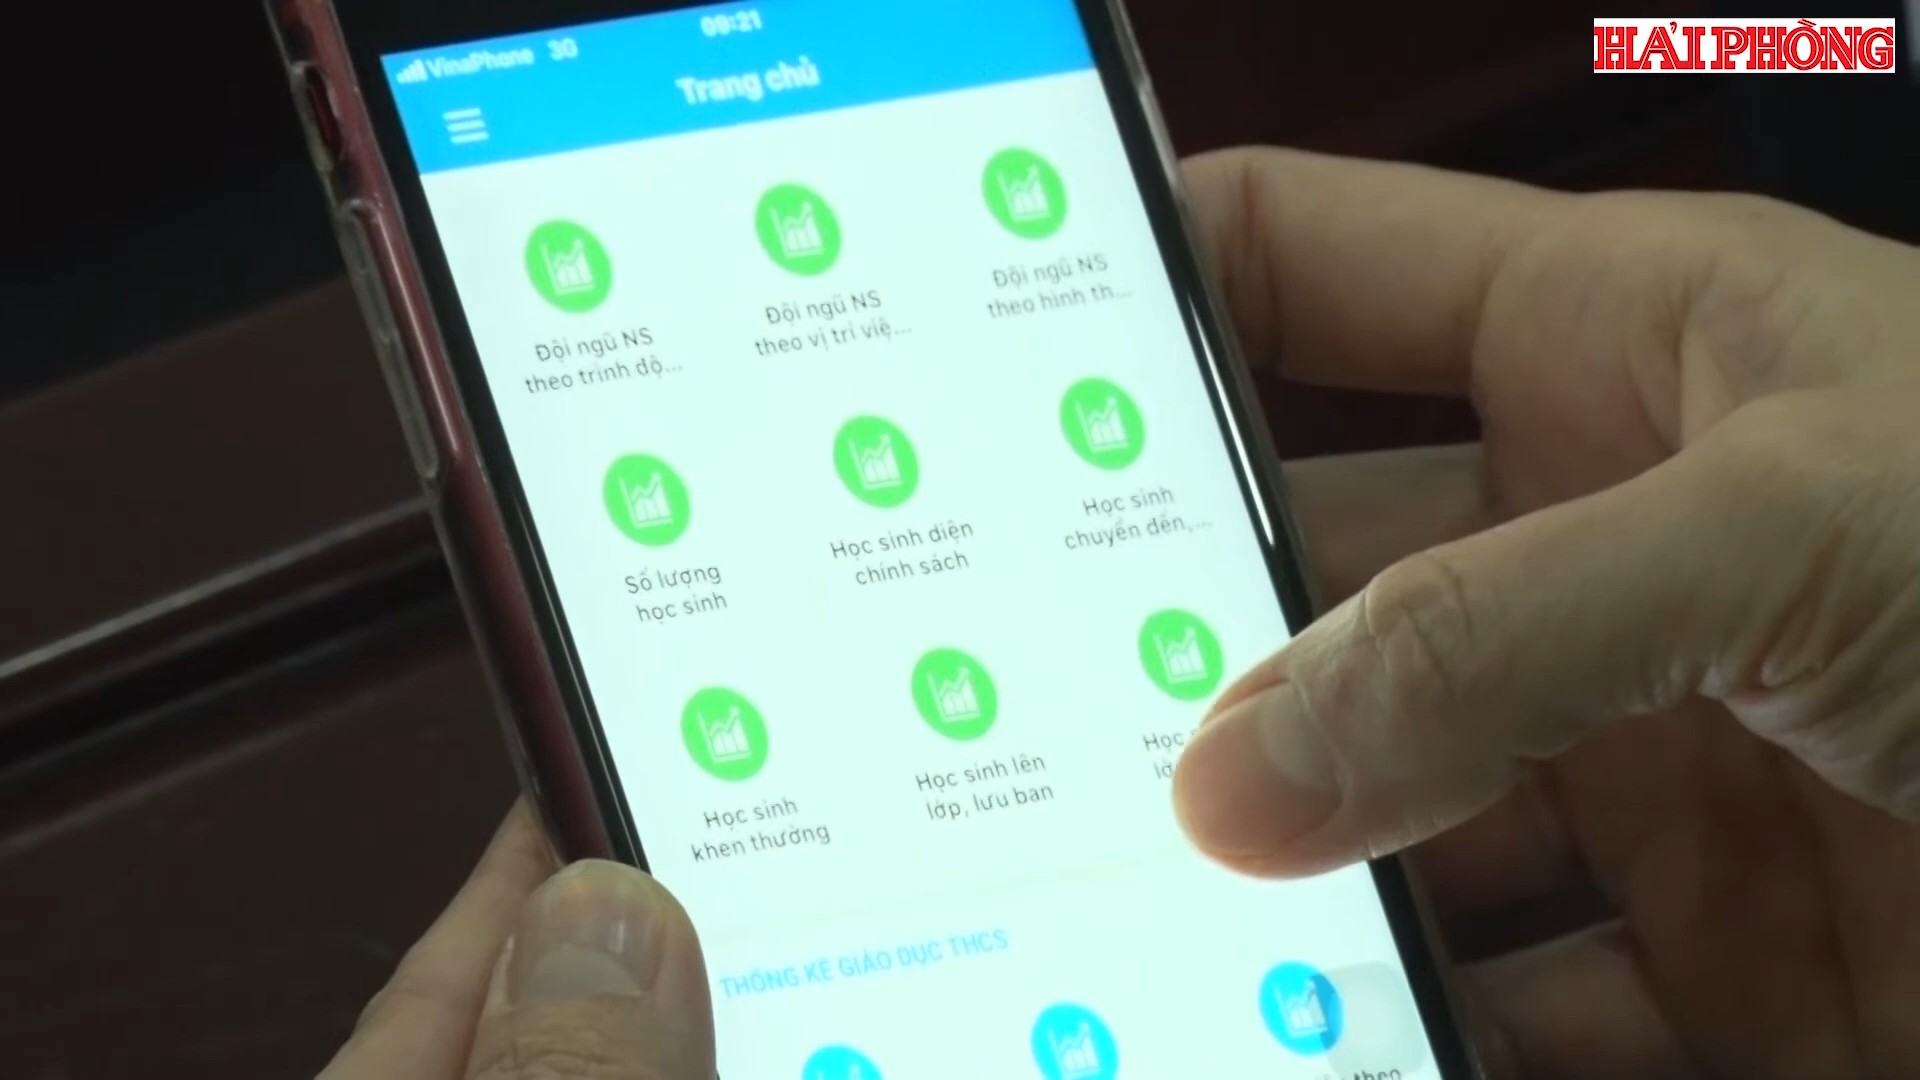 HẢI PHÒNG
VinaPhone 3G
09:21
Trang chủ
Đội ngũ NS
theo trình độ...
Đội ngũ NS
theo vị trí việ...
Đội ngũ NS
theo hình th...
Số lượng
học sinh
Học sinh diện
chính sách
Học sinh
chuyển đến,...
Học sinh
khen thưởng
Học sinh lên
lớp, lưu ban
Học
THỐNG KÊ GIÁO DỤC THCS
theo